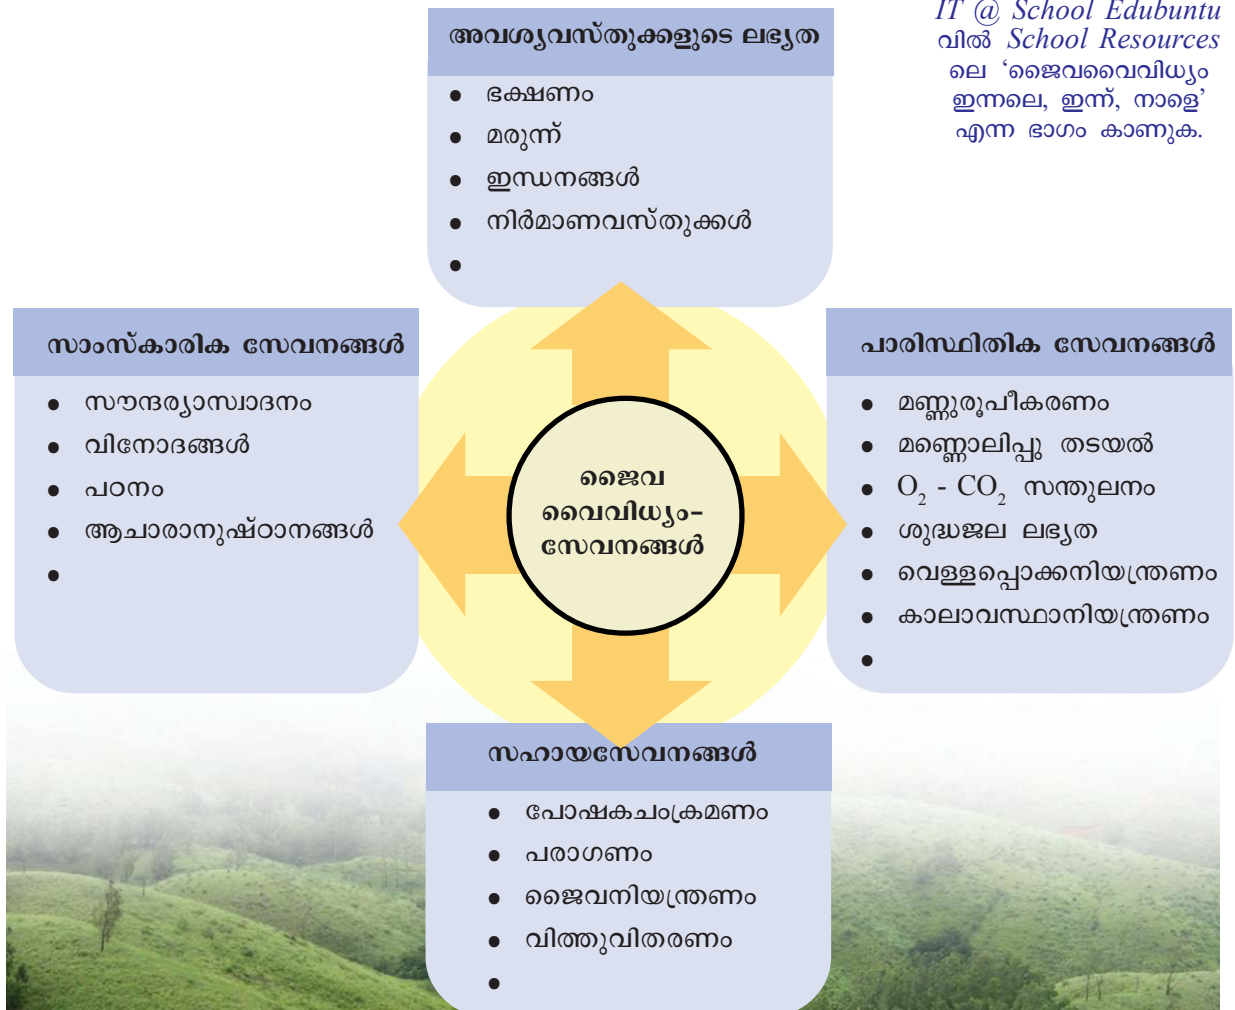 IT @ School Edubuntu
വിൽ School Resources
ലെ ‘ജൈവവൈവിധ്യം
ഇന്നലെ, ഇന്ന്, നാളെ’
എന്ന ഭാഗം കാണുക.
അവശ്യവസ്തുക്കളുടെ ലഭ്യത
• ഭക്ഷണം
• മരുന്ന്
• ഇന്ധനങ്ങൾ
• നിർമാണവസ്തുക്കൾ
•
സാംസ്കാരിക സേവനങ്ങൾ
• സൗന്ദര്യാസ്വാദനം
• വിനോദങ്ങൾ
• പഠനം
• ആചാരാനുഷ്ഠാനങ്ങൾ
•
ജൈവ
വൈവിധ്യം-
സേവനങ്ങൾ
പാരിസ്ഥിതിക സേവനങ്ങൾ
• മണ്ണുരൂപീകരണം
• മണ്ണൊലിപ്പു തടയൽ
• O₂ - CO₂ സന്തുലനം
• ശുദ്ധജല ലഭ്യത
• വെള്ളപ്പൊക്കനിയന്ത്രണം
• കാലാവസ്ഥാനിയന്ത്രണം
•
സഹായസേവനങ്ങൾ
• പോഷകചംക്രമണം
• പരാഗണം
• ജൈവനിയന്ത്രണം
• വിത്തുവിതരണം
•